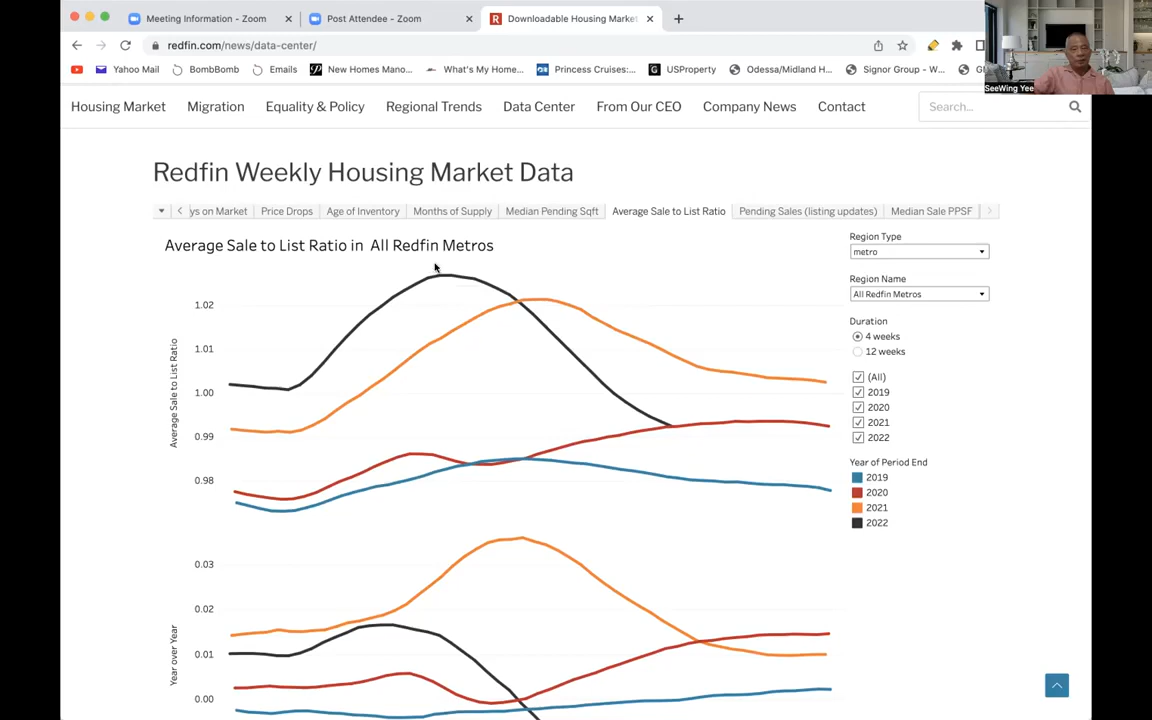 Meeting Information - Zoom
Post Attendee - Zoom
Downloadable Housing Market
redfin.com/news/data-center/
Yahoo Mail
BombBomb
Emails
New Homes Mano...
What's My Home...
Princess Cruises:...
USProperty
Odessa/Midland H...
Signor Group - W...
SeeWing Yee
Housing Market
Migration
Equality & Policy
Regional Trends
Data Center
From Our CEO
Company News
Contact
Search...
Redfin Weekly Housing Market Data
ys on Market
Price Drops
Age of Inventory
Months of Supply
Median Pending Sqft
Average Sale to List Ratio
Pending Sales (listing updates)
Median Sale PPSF
Average Sale to List Ratio in All Redfin Metros
Average Sale to List Ratio
1.02
1.01
1.00
0.99
0.98
Year over Year
0.03
0.02
0.01
0.00
Region Type
metro
Region Name
All Redfin Metros
Duration
4 weeks
12 weeks
(All)
2019
2020
2021
2022
Year of Period End
2019
2020
2021
2022